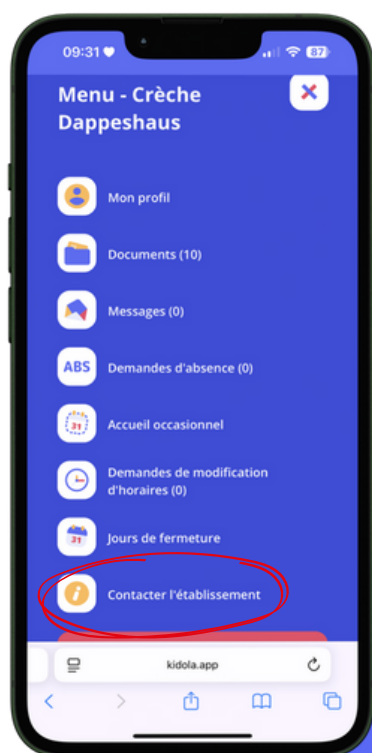 09:31
87
Menu - Crèche
Dappeshaus
Mon profil
Documents (10)
Messages (0)
ABS
Demandes d'absence (0)
31
Accueil occasionnel
Demandes de modification
d'horaires (0)
31
Jours de fermeture
i
Contacter l'établissement
kidola.app